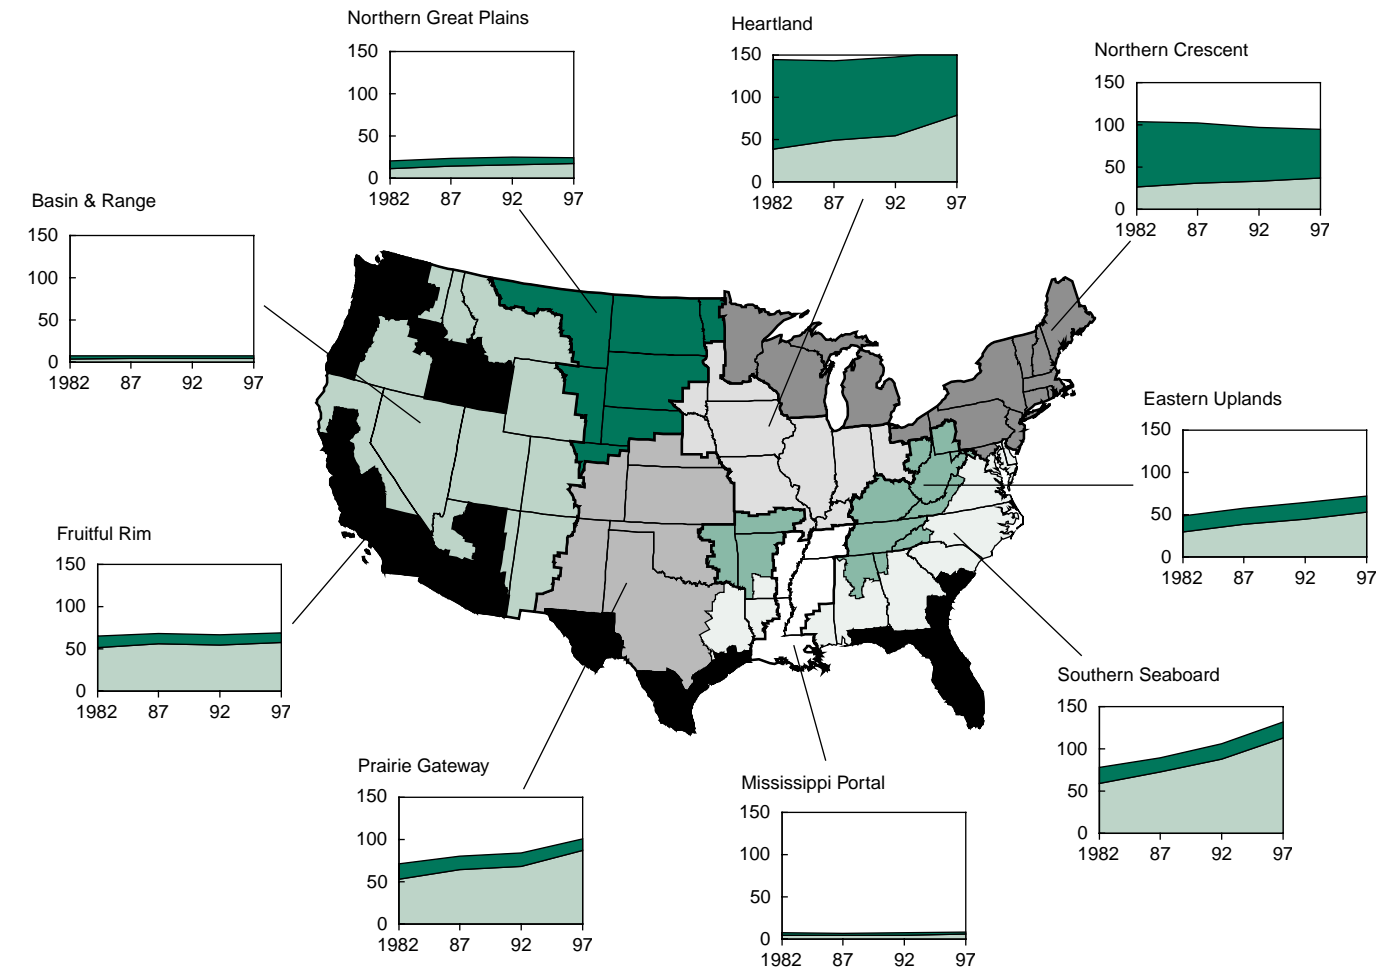 Northern Great Plains
150
100
50
0
1982 87 92 97
Heartland
150
100
50
0
1982 87 92 97
Northern Crescent
150
100
50
0
1982 87 92 97
Basin & Range
150
100
50
0
1982 87 92 97
Eastern Uplands
150
100
50
0
1982 87 92 97
Fruitful Rim
150
100
50
0
1982 87 92 97
Southern Seaboard
150
100
50
0
1982 87 92 97
Prairie Gateway
150
100
50
0
1982 87 92 97
Mississippi Portal
150
100
50
0
1982 87 92 97